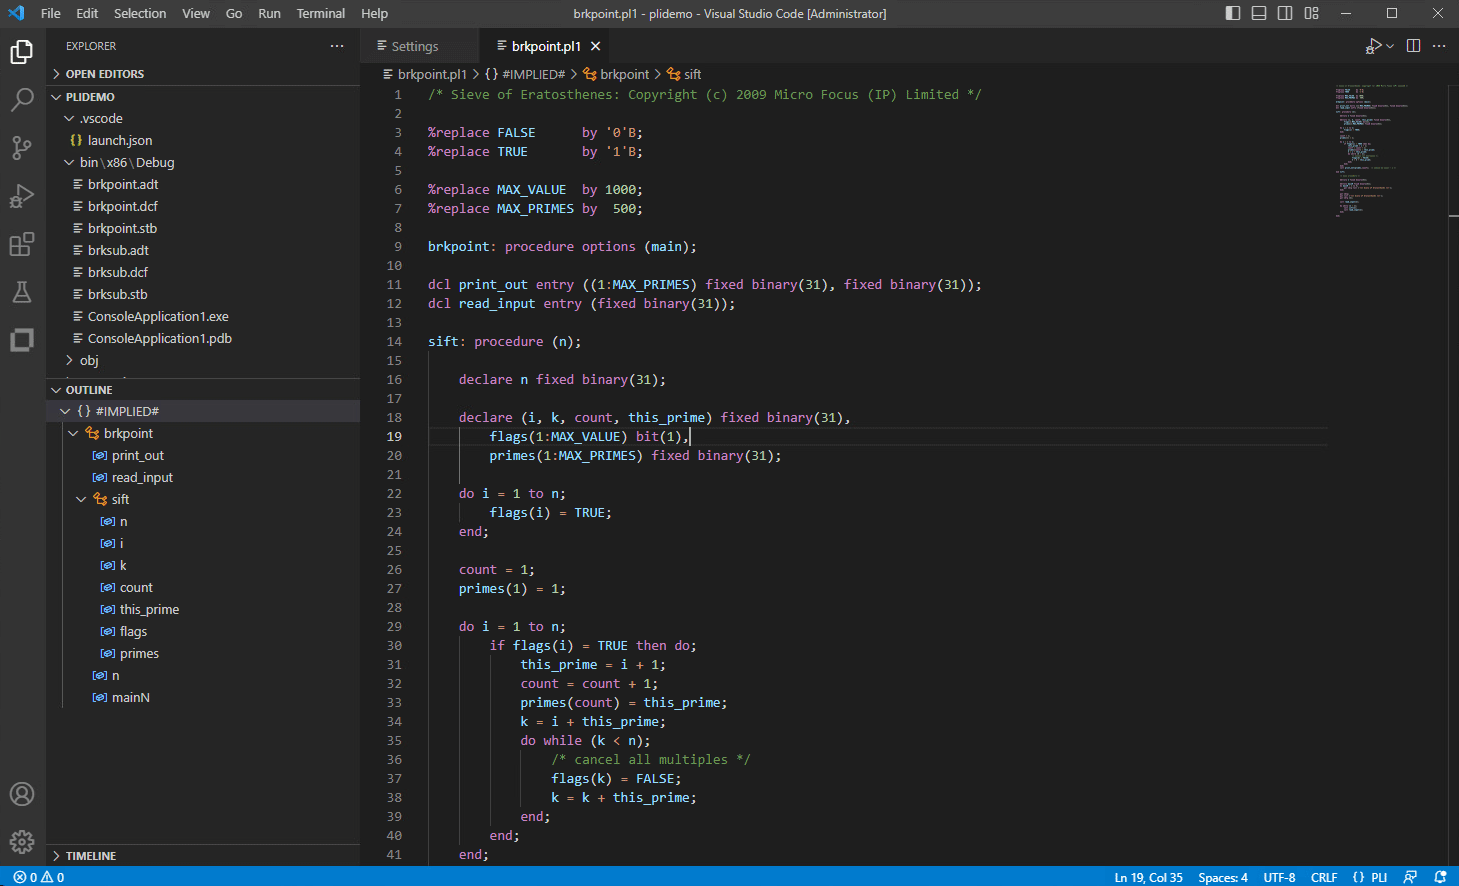 File Edit Selection View Go Run Terminal Help
brkpoint.pl1 - plidemo - Visual Studio Code [Administrator]
EXPLORER
OPEN EDITORS
PLIDEMO
.vscode
{} launch.json
bin\x86\Debug
brkpoint.adt
brkpoint.dcf
brkpoint.stb
brksub.adt
brksub.dcf
brksub.stb
ConsoleApplication1.exe
ConsoleApplication1.pdb
obj
OUTLINE
{} #IMPLIED#
brkpoint
print_out
read_input
sift
n
i
k
count
this_prime
flags
primes
n
mainN
TIMELINE
Settings
brkpoint.pl1
brkpoint.pl1 > {} #IMPLIED# > brkpoint > sift
1 /* Sieve of Eratosthenes: Copyright (c) 2009 Micro Focus (IP) Limited */
2
3 %replace FALSE      by '0'B;
4 %replace TRUE       by '1'B;
5
6 %replace MAX_VALUE  by 1000;
7 %replace MAX_PRIMES by  500;
8
9 brkpoint: procedure options (main);
10
11 dcl print_out entry ((1:MAX_PRIMES) fixed binary(31), fixed binary(31));
12 dcl read_input entry (fixed binary(31));
13
14 sift: procedure (n);
15
16     declare n fixed binary(31);
17
18     declare (i, k, count, this_prime) fixed binary(31),
19         flags(1:MAX_VALUE) bit(1),
20         primes(1:MAX_PRIMES) fixed binary(31);
21
22     do i = 1 to n;
23         flags(i) = TRUE;
24     end;
25
26     count = 1;
27     primes(1) = 1;
28
29     do i = 1 to n;
30         if flags(i) = TRUE then do;
31             this_prime = i + 1;
32             count = count + 1;
33             primes(count) = this_prime;
34             k = i + this_prime;
35             do while (k < n);
36                 /* cancel all multiples */
37                 flags(k) = FALSE;
38                 k = k + this_prime;
39             end;
40         end;
41     end;
0 0
Ln 19, Col 35 Spaces: 4 UTF-8 CRLF {} PLI